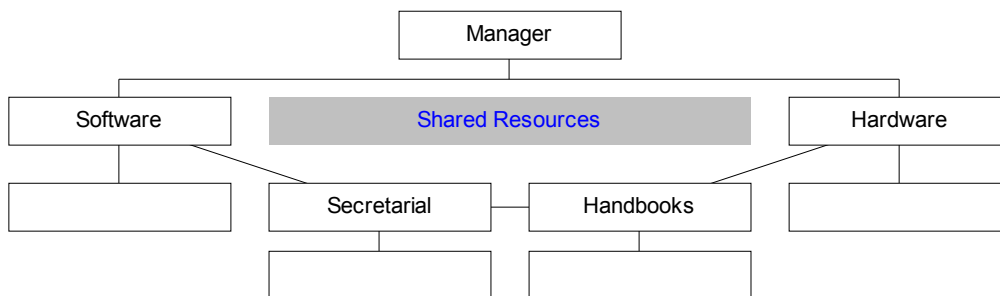 Manager
Software
Shared Resources
Hardware
Secretarial
Handbooks